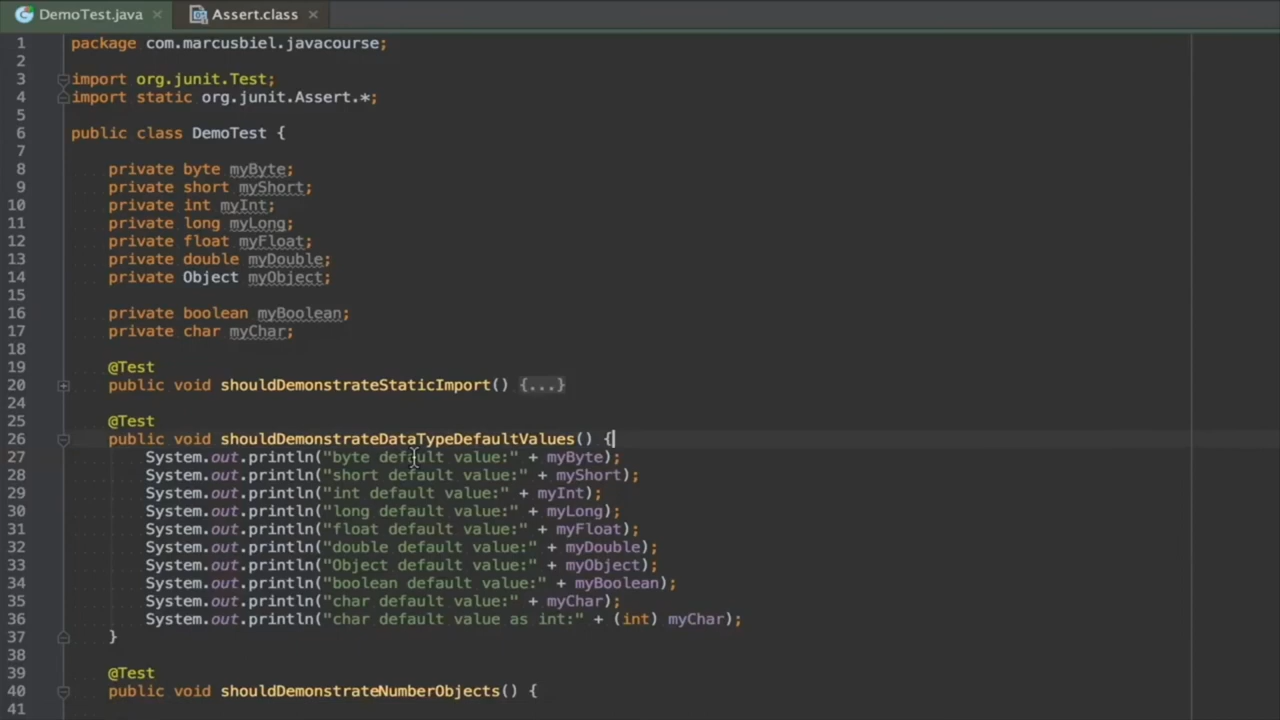 DemoTest.java
Assert.class
1 package com.marcusbiel.javacourse;
2
3 import org.junit.Test;
4 import static org.junit.Assert.*;
5
6 public class DemoTest {
7
8 private byte myByte;
9 private short myShort;
10 private int myInt;
11 private long myLong;
12 private float myFloat;
13 private double myDouble;
14 private Object myObject;
15
16 private boolean myBoolean;
17 private char myChar;
18
19 @Test
20 public void shouldDemonstrateStaticImport() {...}
24
25 @Test
26 public void shouldDemonstrateDataTypeDefaultValues() {
27 System.out.println("byte default value:" + myByte);
28 System.out.println("short default value:" + myShort);
29 System.out.println("int default value:" + myInt);
30 System.out.println("long default value:" + myLong);
31 System.out.println("float default value:" + myFloat);
32 System.out.println("double default value:" + myDouble);
33 System.out.println("Object default value:" + myObject);
34 System.out.println("boolean default value:" + myBoolean);
35 System.out.println("char default value:" + myChar);
36 System.out.println("char default value as int:" + (int) myChar);
37 }
38
39 @Test
40 public void shouldDemonstrateNumberObjects() {
41